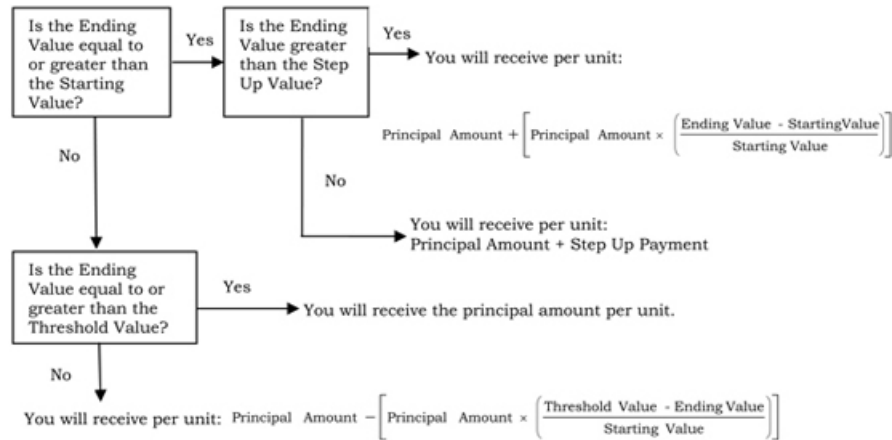 Is the Ending
Value equal to
or greater than
the Starting
Value?
Yes
Is the Ending
Value greater
than the Step
Up Value?
Yes
You will receive per unit:
Principal Amount + [Principal Amount × (Ending Value - StartingValue / Starting Value)]
No
No
You will receive per unit:
Principal Amount + Step Up Payment
Is the Ending
Value equal to or
greater than the
Threshold Value?
Yes
You will receive the principal amount per unit.
No
You will receive per unit: Principal Amount − [Principal Amount × (Threshold Value - Ending Value / Starting Value)]